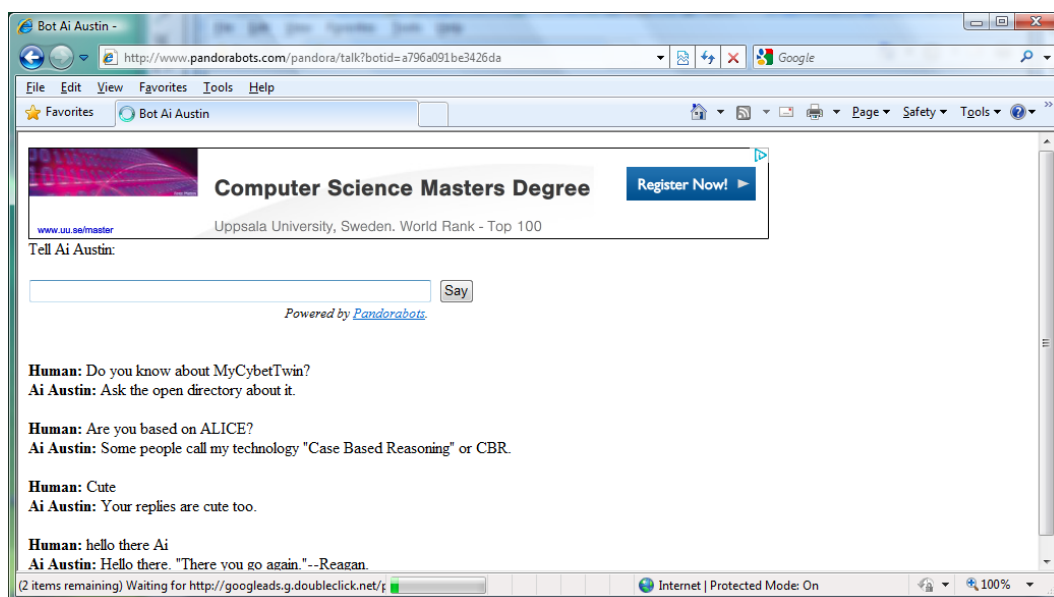 Bot Ai Austin -
http://www.pandorabots.com/pandora/talk?botid=a796a091be3426da
Google
File Edit View Favorites Tools Help
Favorites Bot Ai Austin Page Safety Tools
Computer Science Masters Degree Register Now!
www.uu.se/master Uppsala University, Sweden. World Rank - Top 100
Tell Ai Austin:
Say
Powered by Pandorabots.
Human: Do you know about MyCybetTwin?
Ai Austin: Ask the open directory about it.
Human: Are you based on ALICE?
Ai Austin: Some people call my technology "Case Based Reasoning" or CBR.
Human: Cute
Ai Austin: Your replies are cute too.
Human: hello there Ai
Ai Austin: Hello there. "There you go again."--Reagan.
(2 items remaining) Waiting for http://googleads.g.doubleclick.net/p Internet | Protected Mode: On 100%